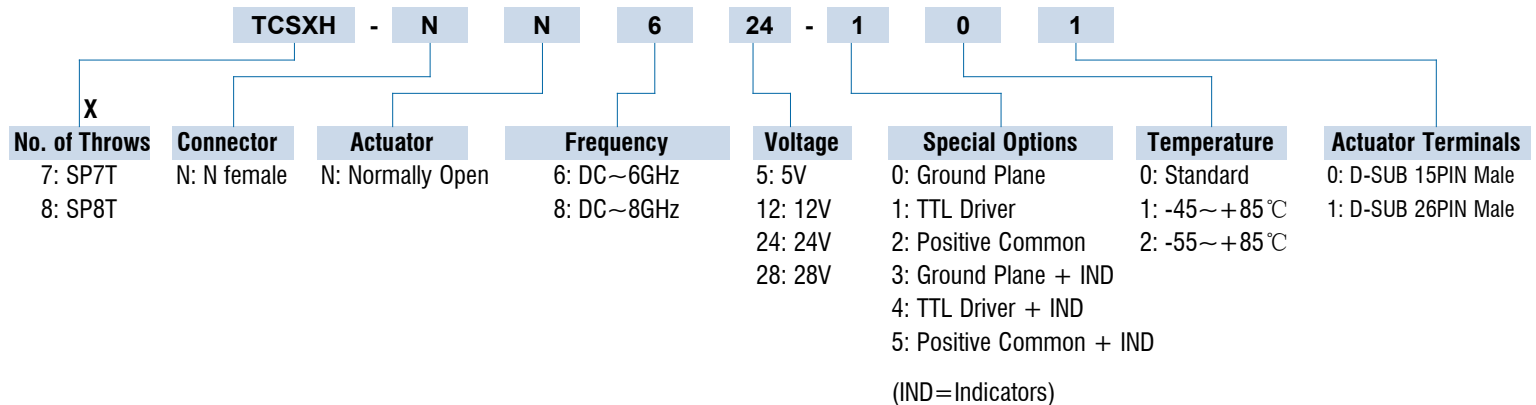 TCSXH - N N 6 24 - 1 0 1
X
No. of Throws Connector Actuator Frequency Voltage Special Options Temperature Actuator Terminals
7: SP7T N: N female N: Normally Open 6: DC～6GHz 5: 5V 0: Ground Plane 0: Standard 0: D-SUB 15PIN Male
8: SP8T 8: DC～8GHz 12: 12V 1: TTL Driver 1: -45～+85℃ 1: D-SUB 26PIN Male
24: 24V 2: Positive Common 2: -55～+85℃
28: 28V 3: Ground Plane + IND
4: TTL Driver + IND
5: Positive Common + IND
(IND=Indicators)